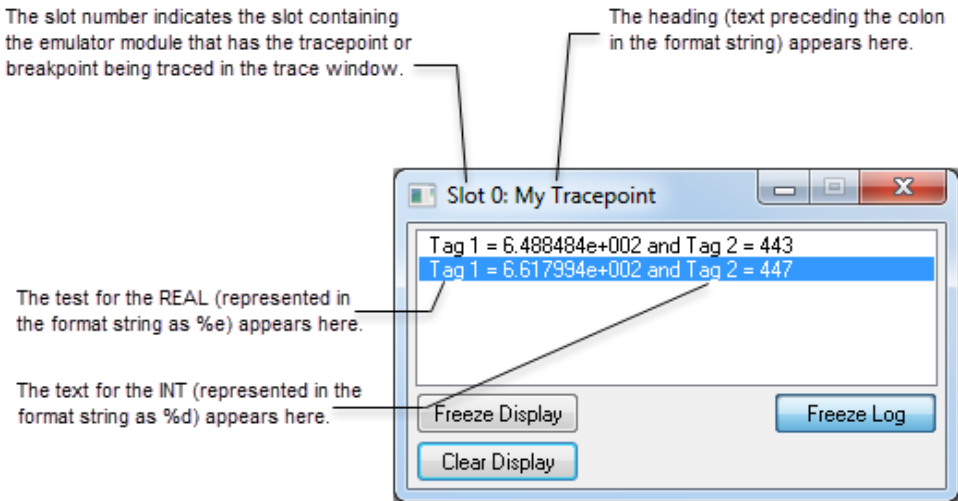 The slot number indicates the slot containing
the emulator module that has the tracepoint or
breakpoint being traced in the trace window.
The heading (text preceding the colon
in the format string) appears here.
Slot 0: My Tracepoint
Tag 1 = 6.488484e+002 and Tag 2 = 443
Tag 1 = 6.617994e+002 and Tag 2 = 447
The test for the REAL (represented in
the format string as %e) appears here.
The text for the INT (represented in the
format string as %d) appears here.
Freeze Display
Freeze Log
Clear Display